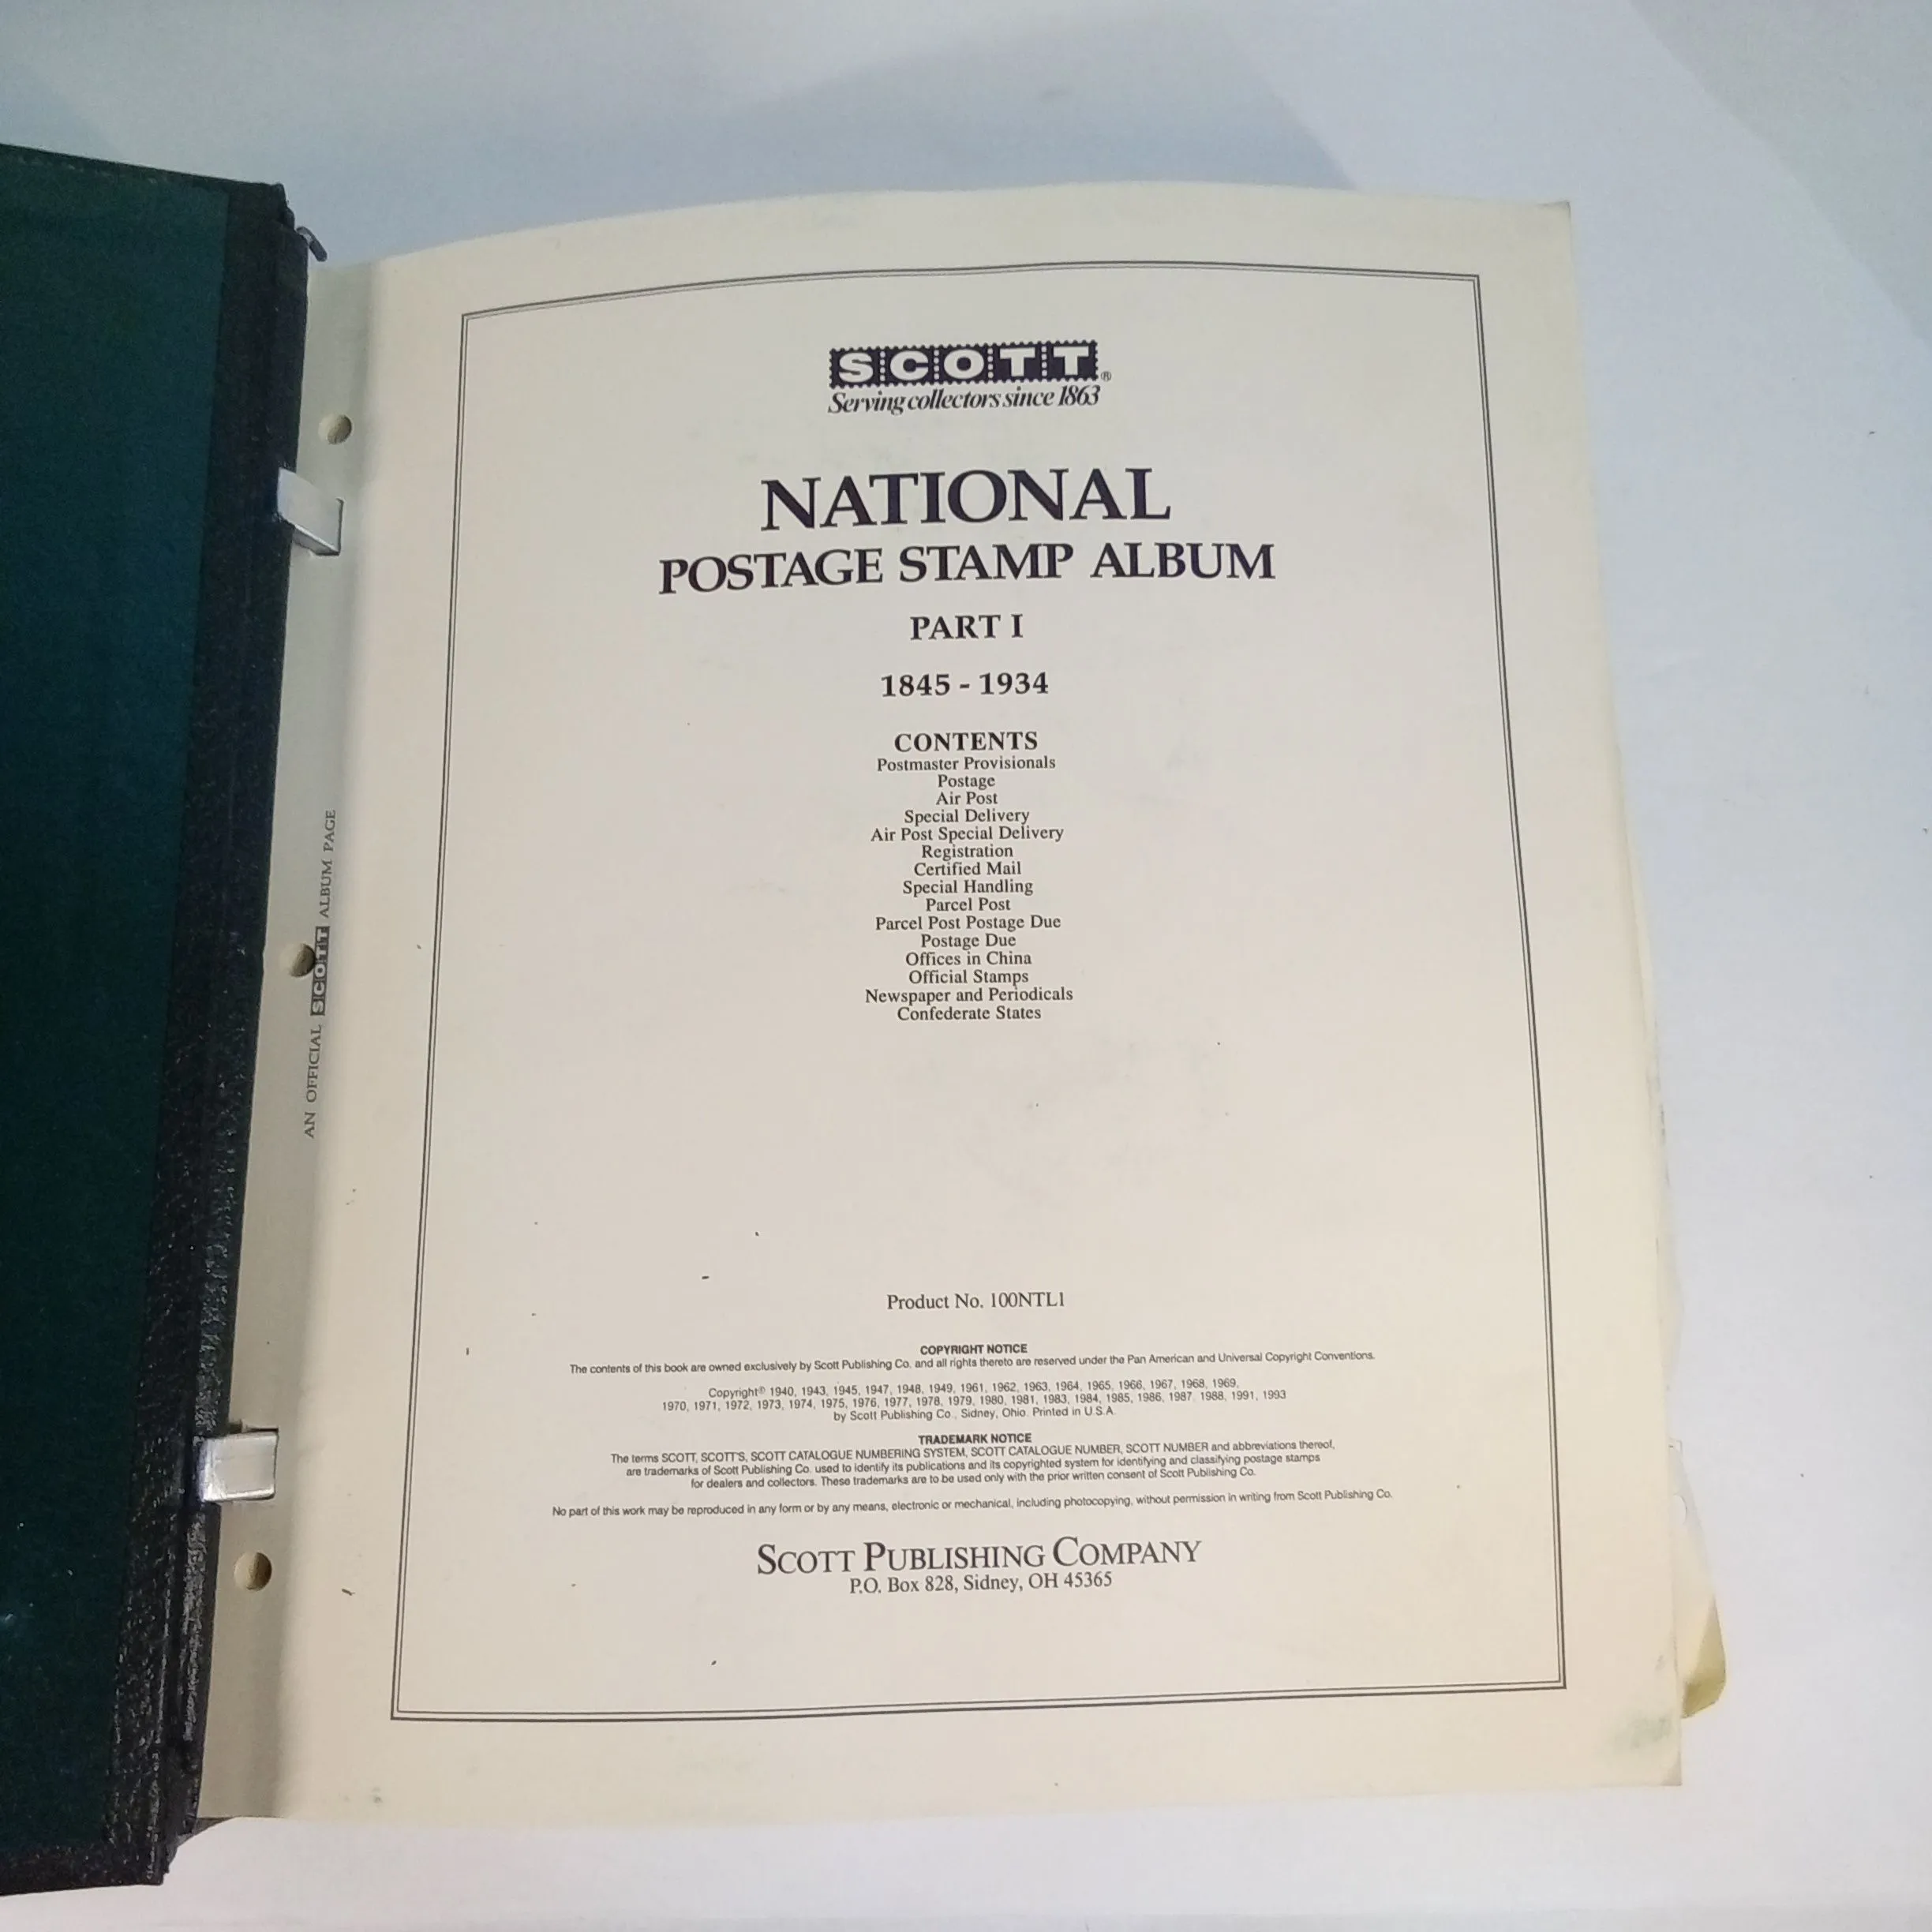 SCOTT®
Serving collectors since 1863
NATIONAL
POSTAGE STAMP ALBUM
PART I
1845 - 1934
CONTENTS
Postmaster Provisionals
Postage
Air Post
Special Delivery
Air Post Special Delivery
Registration
Certified Mail
Special Handling
Parcel Post
Parcel Post Postage Due
Postage Due
Offices in China
Official Stamps
Newspaper and Periodicals
Confederate States
Product No. 100NTL1
COPYRIGHT NOTICE
The contents of this book are owned exclusively by Scott Publishing Co. and all rights thereto are reserved under the Pan American and Universal Copyright Conventions.
Copyright© 1940, 1943, 1945, 1947, 1948, 1949, 1961, 1962, 1963, 1964, 1965, 1966, 1967, 1968, 1969,
1970, 1971, 1972, 1973, 1974, 1975, 1976, 1977, 1978, 1979, 1980, 1981, 1983, 1984, 1985, 1986, 1987, 1988, 1991, 1993
by Scott Publishing Co., Sidney, Ohio. Printed in U.S.A.
TRADEMARK NOTICE
The terms SCOTT, SCOTT'S, SCOTT CATALOGUE NUMBERING SYSTEM, SCOTT CATALOGUE NUMBER, SCOTT NUMBER and abbreviations thereof,
are trademarks of Scott Publishing Co. used to identify its publications and its copyrighted system for identifying and classifying postage stamps
for dealers and collectors. These trademarks are to be used only with the prior written consent of Scott Publishing Co.
No part of this work may be reproduced in any form or by any means, electronic or mechanical, including photocopying, without permission in writing from Scott Publishing Co.
SCOTT PUBLISHING COMPANY
P.O. Box 828, Sidney, OH 45365
AN OFFICIAL SCOTT ALBUM PAGE